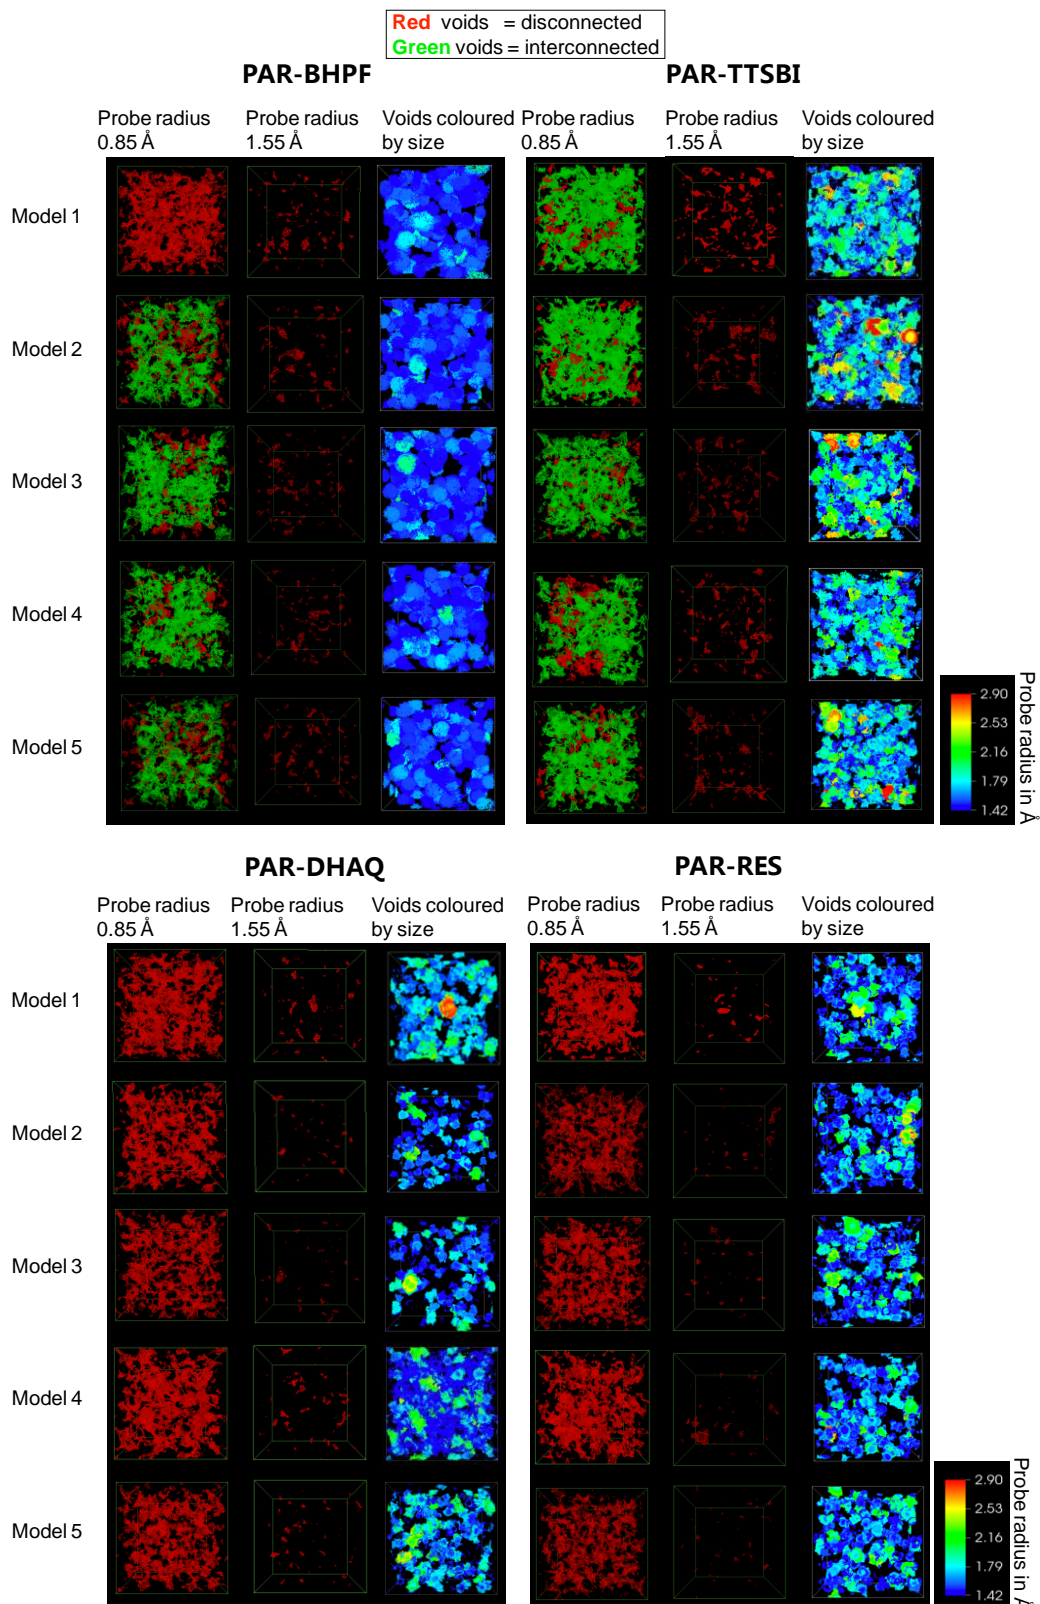 Red voids = disconnected
Green voids = interconnected
PAR-BHPF
PAR-TTSBI
Probe radius
0.85 Å
Probe radius
1.55 Å
Voids coloured
by size
Probe radius
0.85 Å
Probe radius
1.55 Å
Voids coloured
by size
Model 1
Model 2
Model 3
Model 4
Model 5
2.90
2.53
2.16
1.79
1.42
Probe radius in Å
PAR-DHAQ
PAR-RES
Probe radius
0.85 Å
Probe radius
1.55 Å
Voids coloured
by size
Probe radius
0.85 Å
Probe radius
1.55 Å
Voids coloured
by size
Model 1
Model 2
Model 3
Model 4
Model 5
2.90
2.53
2.16
1.79
1.42
Probe radius in Å